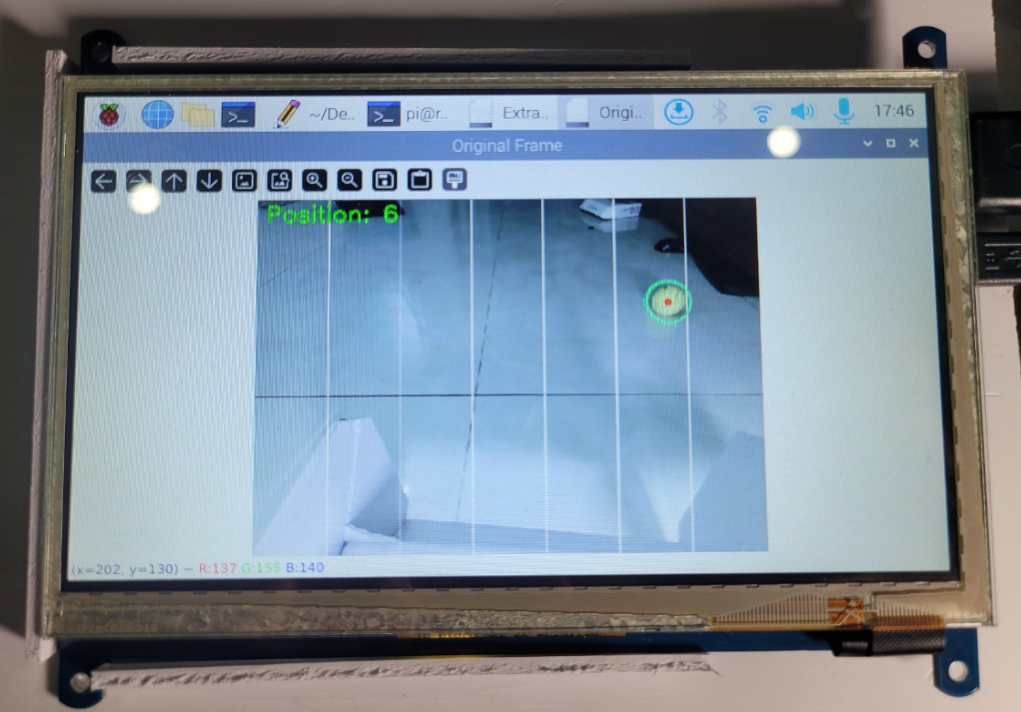 ~/De.. pi@r.. Extra.. Origi.. 17:46
Original Frame
Position: 6
(x=202, y=130) ~ R:137 G:155 B:140